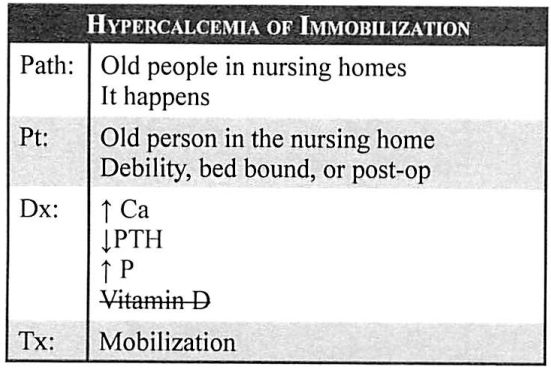 HYPERCALCEMIA OF IMMOBILIZATION
Path: Old people in nursing homes
It happens
Pt: Old person in the nursing home
Debility, bed bound, or post-op
Dx: ↑ Ca
↓PTH
↑ P
Vitamin D
Tx: Mobilization